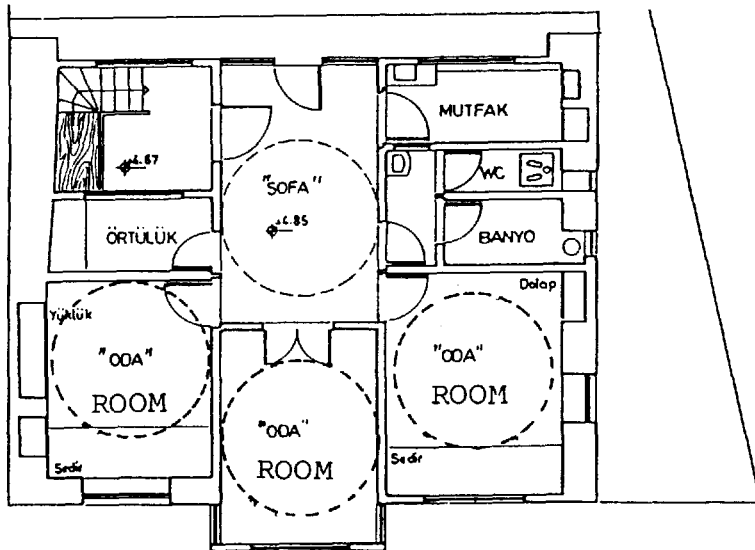 MUTFAK
4.67
"SOFA"
WC
4.85
ÖRTÜLÜK
BANYO
Dolap
Yüklük
"ODA"
ROOM
"ODA"
ROOM
"ODA"
ROOM
Sedir
Sedir